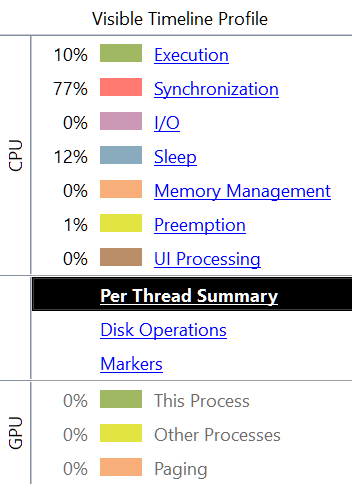 Visible Timeline Profile
CPU
10% Execution
77% Synchronization
0% I/O
12% Sleep
0% Memory Management
1% Preemption
0% UI Processing
Per Thread Summary
Disk Operations
Markers
GPU
0% This Process
0% Other Processes
0% Paging